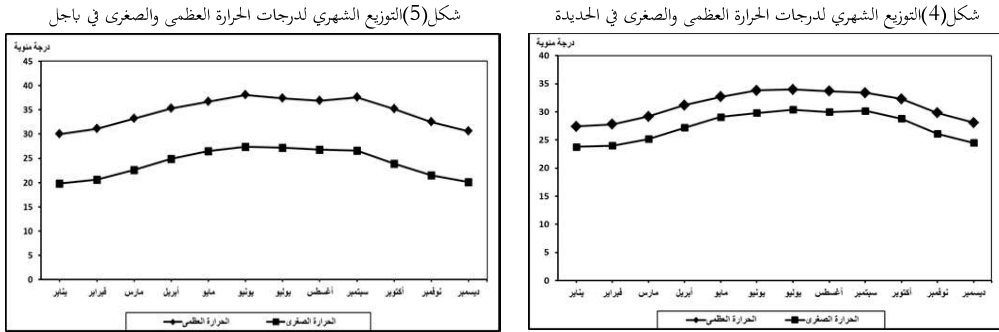 شكل(4)التوزيع الشهري لدرجات الحرارة العظمى والصغرى في الحديدة
درجة مئوية
40
35
30
25
20
15
10
5
0
يناير فبراير مارس أبريل مايو يونيو يوليو أغسطس سبتمبر أكتوبر نوفمبر ديسمبر
الحرارة العظمى الحرارة الصغرى
شكل(5)التوزيع الشهري لدرجات الحرارة العظمى والصغرى في باجل
درجة مئوية
45
40
35
30
25
20
15
10
5
0
يناير فبراير مارس أبريل مايو يونيو يوليو أغسطس سبتمبر أكتوبر نوفمبر ديسمبر
الحرارة العظمى الحرارة الصغرى